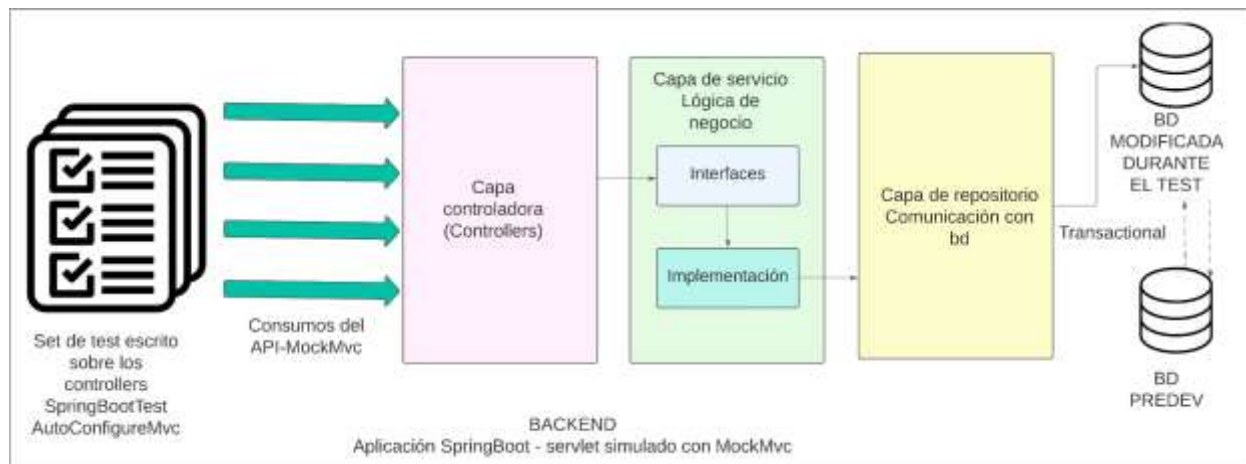 Set de test escrito
sobre los
controllers
SpringBootTest
AutoConfigureMvc
Consumos del
API-MockMvc
Capa
controladora
(Controllers)
Capa de servicio
Lógica de
negocio
Interfaces
Implementación
Capa de repositorio
Comunicación con
bd
Transactional
BD
MODIFICADA
DURANTE
EL TEST
BD
PREDEV
BACKEND
Aplicación SpringBoot - servlet simulado con MockMvc